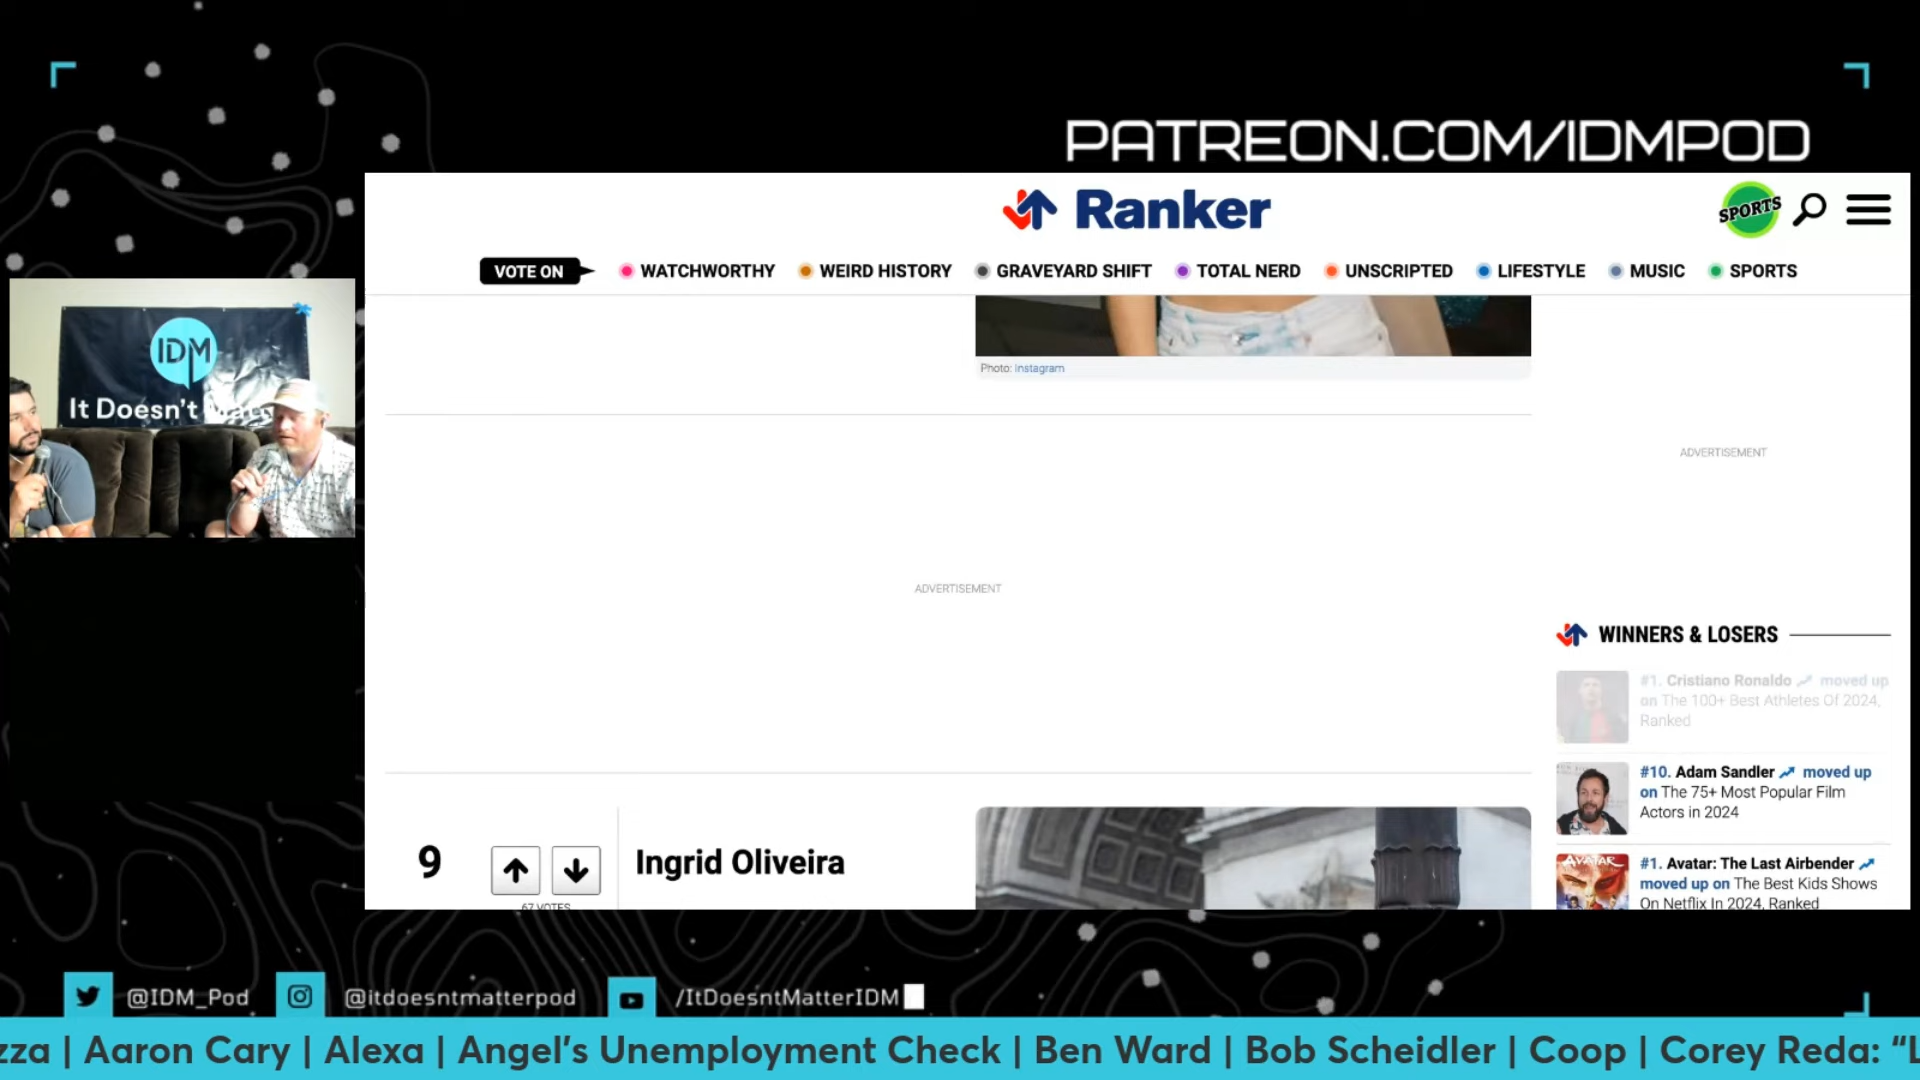 PATREON.COM/IDMPOD
Ranker
SPORTS
VOTE ON
WATCHWORTHY
WEIRD HISTORY
GRAVEYARD SHIFT
TOTAL NERD
UNSCRIPTED
LIFESTYLE
MUSIC
SPORTS
IDM
It Doesn't
Photo: Instagram
ADVERTISEMENT
ADVERTISEMENT
WINNERS & LOSERS
#1. Cristiano Ronaldo moved up
on The 100+ Best Athletes Of 2024,
Ranked
#10. Adam Sandler moved up
on The 75+ Most Popular Film
Actors in 2024
AVATAR
#1. Avatar: The Last Airbender
moved up on The Best Kids Shows
On Netflix In 2024, Ranked
9
Ingrid Oliveira
67 VOTES
@IDM_Pod
@itdoesntmatterpod
/ItDoesntMatterIDM
zza | Aaron Cary | Alexa | Angel's Unemployment Check | Ben Ward | Bob Scheidler | Coop | Corey Reda: "L